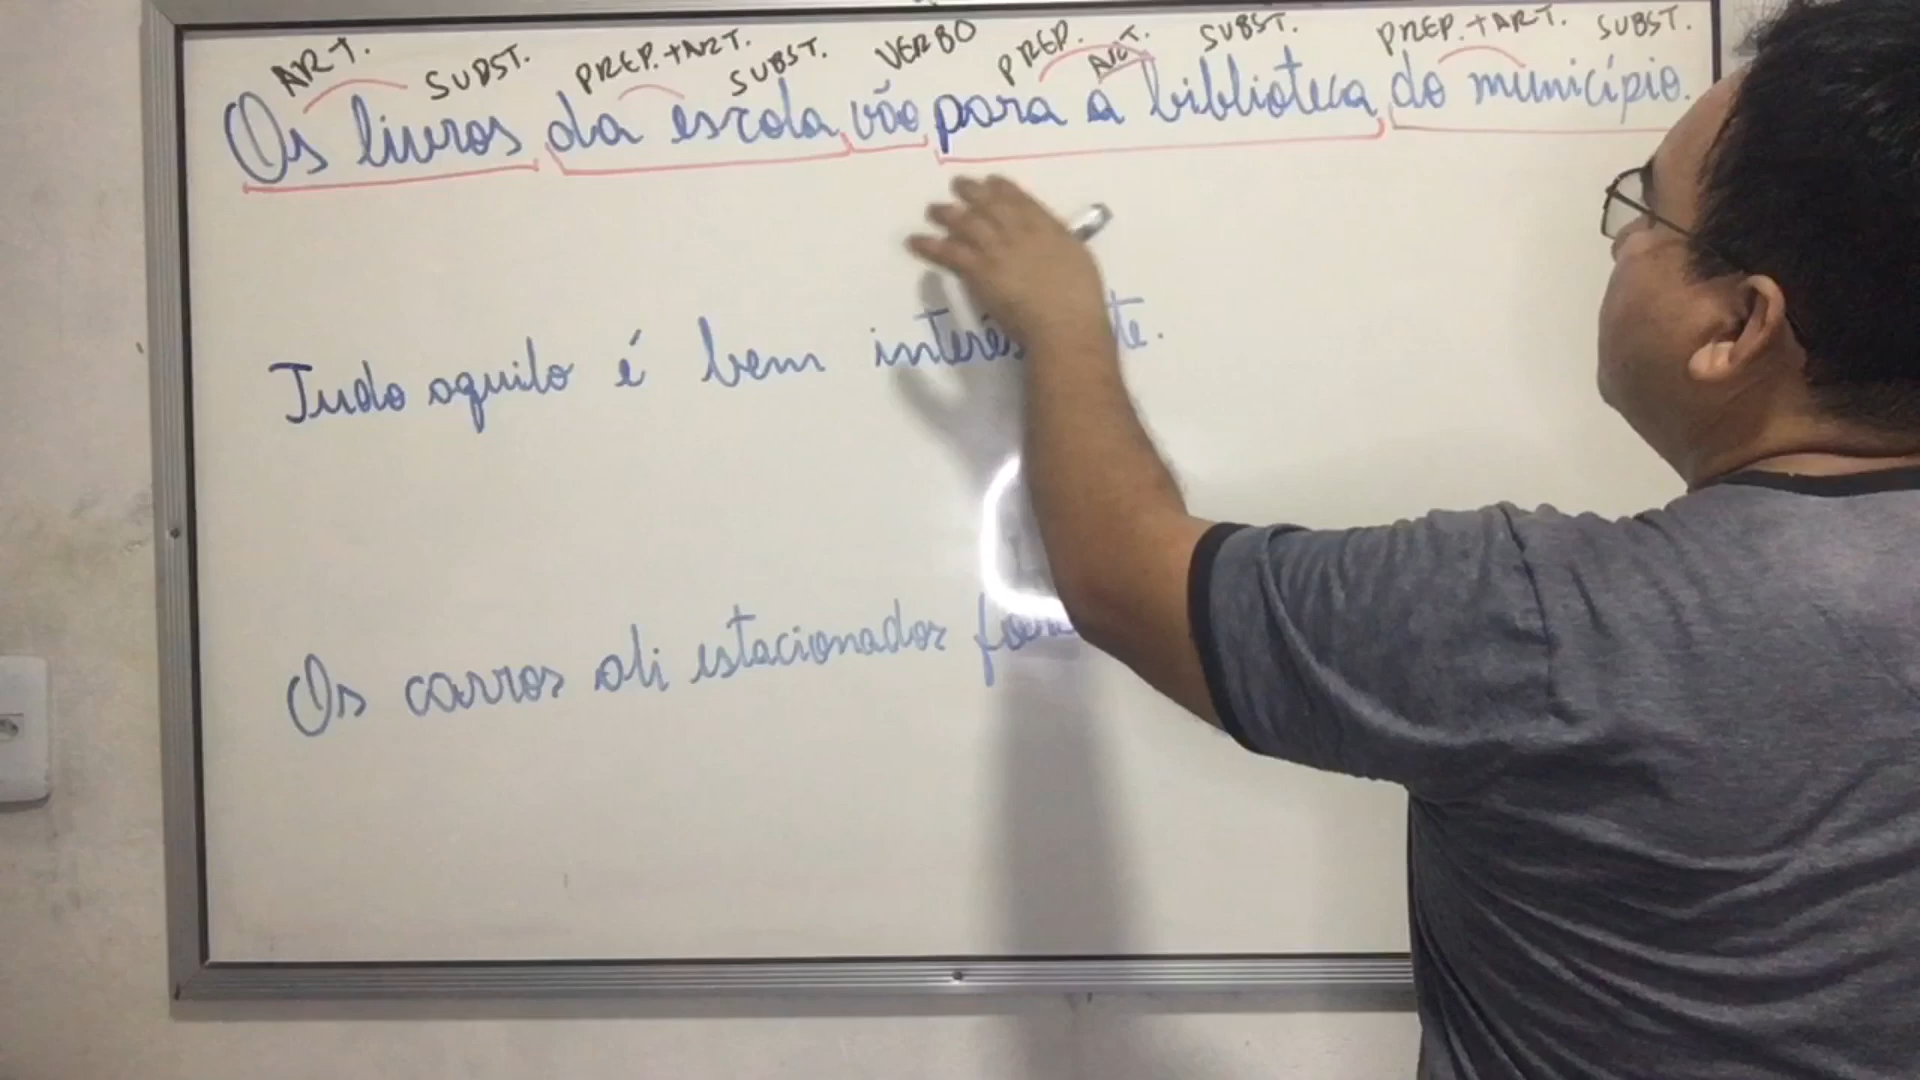 ART. SUBST. PREP.+ART. SUBST. VERBO PREP. ART. SUBST. PREP.+ART. SUBST.
Os livros da escola vão para a biblioteca do município.
Tudo aquilo é bem
Os carros ali estacionados